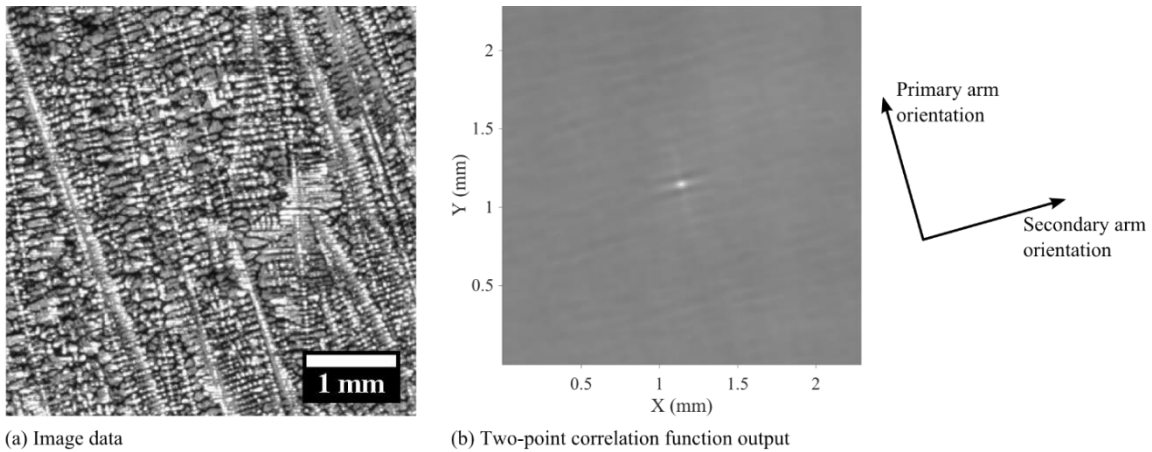 1 mm
(a) Image data
2
1.5
1
0.5
Y (mm)
0.5
1
1.5
2
X (mm)
(b) Two-point correlation function output
Primary arm
orientation
Secondary arm
orientation